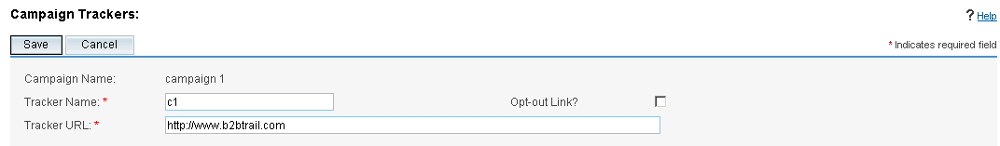 Campaign Trackers:
? Help
Save Cancel
* Indicates required field
Campaign Name: campaign 1
Tracker Name: * c1 Opt-out Link?
Tracker URL: * http://www.b2btrail.com